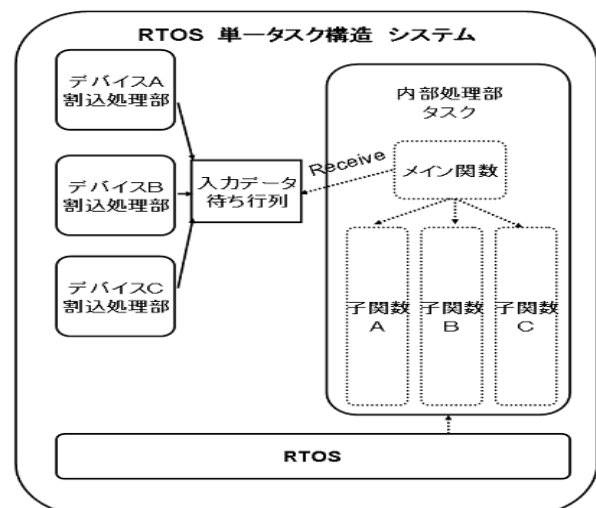 RTOS 単一タスク構造 システム
デバイスA
割込処理部
デバイスB
割込処理部
デバイスC
割込処理部
入力データ
待ち行列
Receive
内部処理部
タスク
メイン関数
子関数
A
子関数
B
子関数
C
RTOS